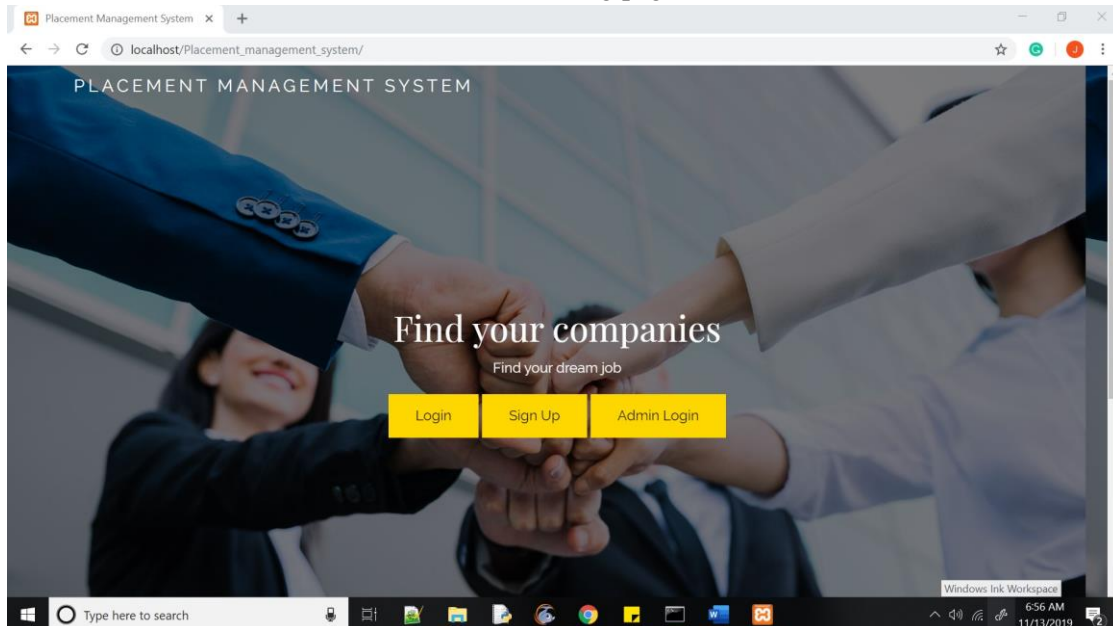 Placement Management System
localhost/Placement_management_system/
J
PLACEMENT MANAGEMENT SYSTEM
Find your companies
Find your dream job
Login
Sign Up
Admin Login
Windows Ink Workspace
Type here to search
6:56 AM
11/13/2019
2